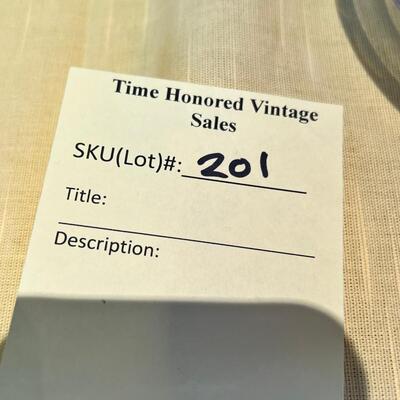 Time Honored Vintage
Sales
SKU(Lot)#: 201
Title:
Description: